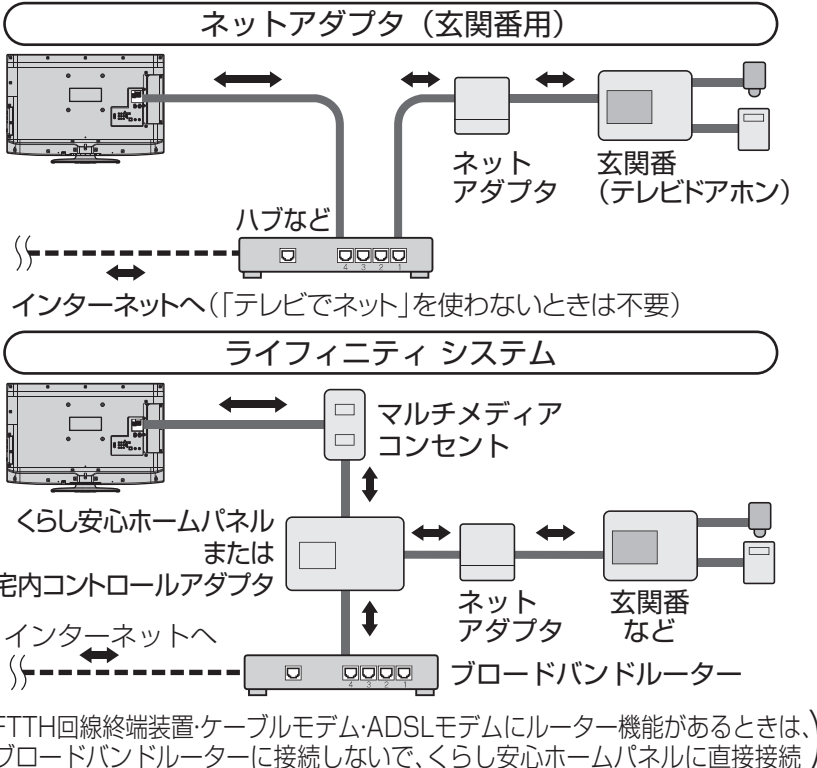 ネットアダプタ（玄関番用）
ネット
アダプタ
玄関番
（テレビドアホン）
ハブなど
4 3 2 1
インターネットへ（「テレビでネット」を使わないときは不要）
ライフィニティ システム
マルチメディア
コンセント
くらし安心ホームパネル
または
宅内コントロールアダプタ
ネット
アダプタ
玄関番
など
インターネットへ
4 3 2 1
ブロードバンドルーター
FTTH回線終端装置・ケーブルモデム・ADSLモデムにルーター機能があるときは、
ブロードバンドルーターに接続しないで、くらし安心ホームパネルに直接接続